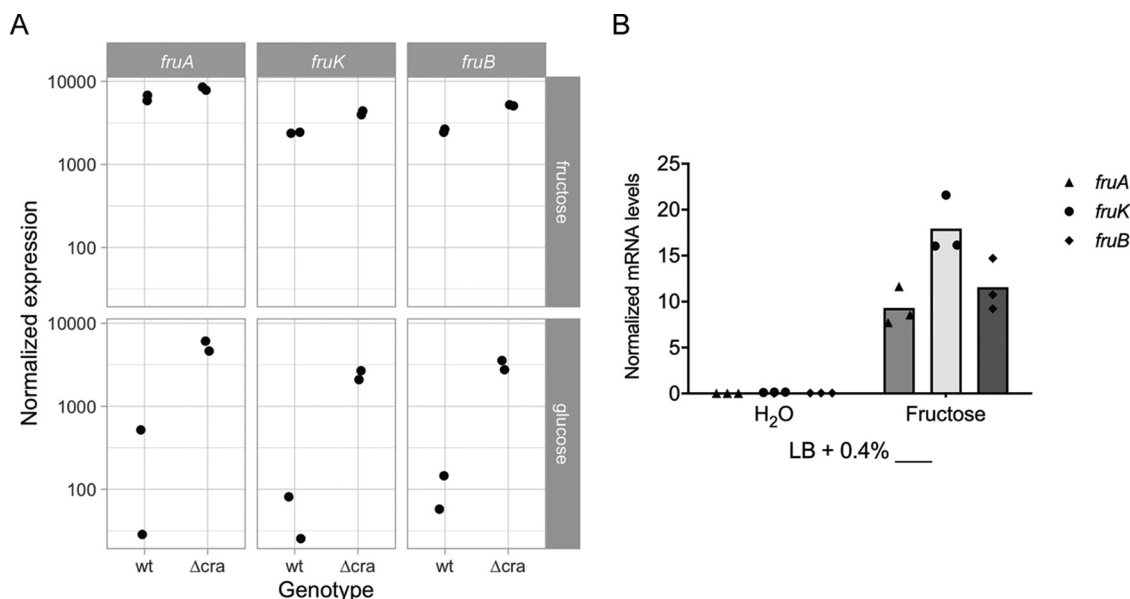 A
fruA fruK fruB
Normalized expression
10000
1000
100
fructose
10000
1000
100
glucose
wt Δcra wt Δcra wt Δcra
Genotype
B
Normalized mRNA levels
25
20
15
10
5
0
H₂O Fructose
LB + 0.4% ___
fruA
fruK
fruB